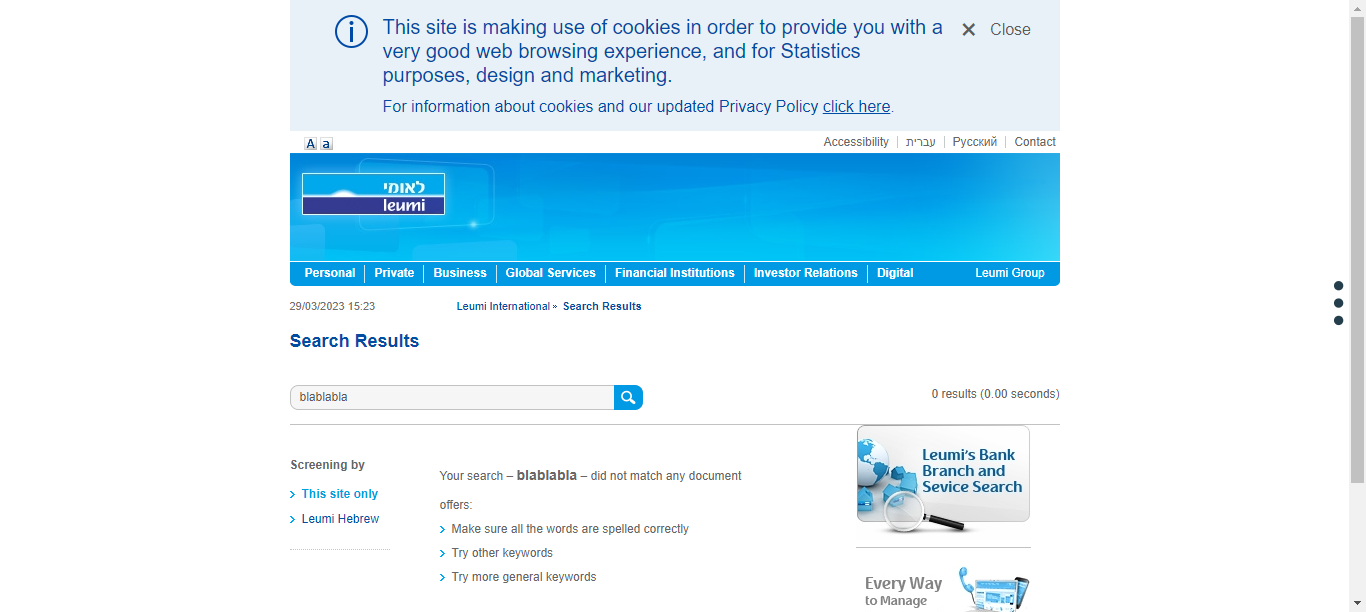 This site is making use of cookies in order to provide you with a
very good web browsing experience, and for Statistics
purposes, design and marketing.
Close
For information about cookies and our updated Privacy Policy click here.
A a
Accessibility
עברית
Русский
Contact
לאומי
leumi
Personal
Private
Business
Global Services
Financial Institutions
Investor Relations
Digital
Leumi Group
29/03/2023 15:23
Leumi International » Search Results
Search Results
blablabla
0 results (0.00 seconds)
Screening by
This site only
Leumi Hebrew
Your search – blablabla – did not match any document
offers:
Make sure all the words are spelled correctly
Try other keywords
Try more general keywords
Leumi's Bank
Branch and
Sevice Search
Every Way
to Manage